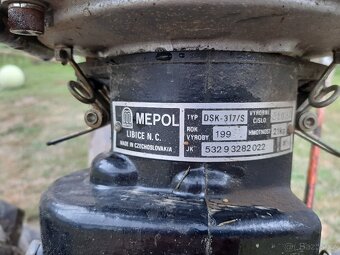 MEPOL
LIBICE N. C.
MADE IN CZECHOSLOVAKIA
TYP DSK-317/S VÝROBNÍ ČÍSLO
ROK VÝROBY 199 HMOTNOST
JK 532 9 3282 022